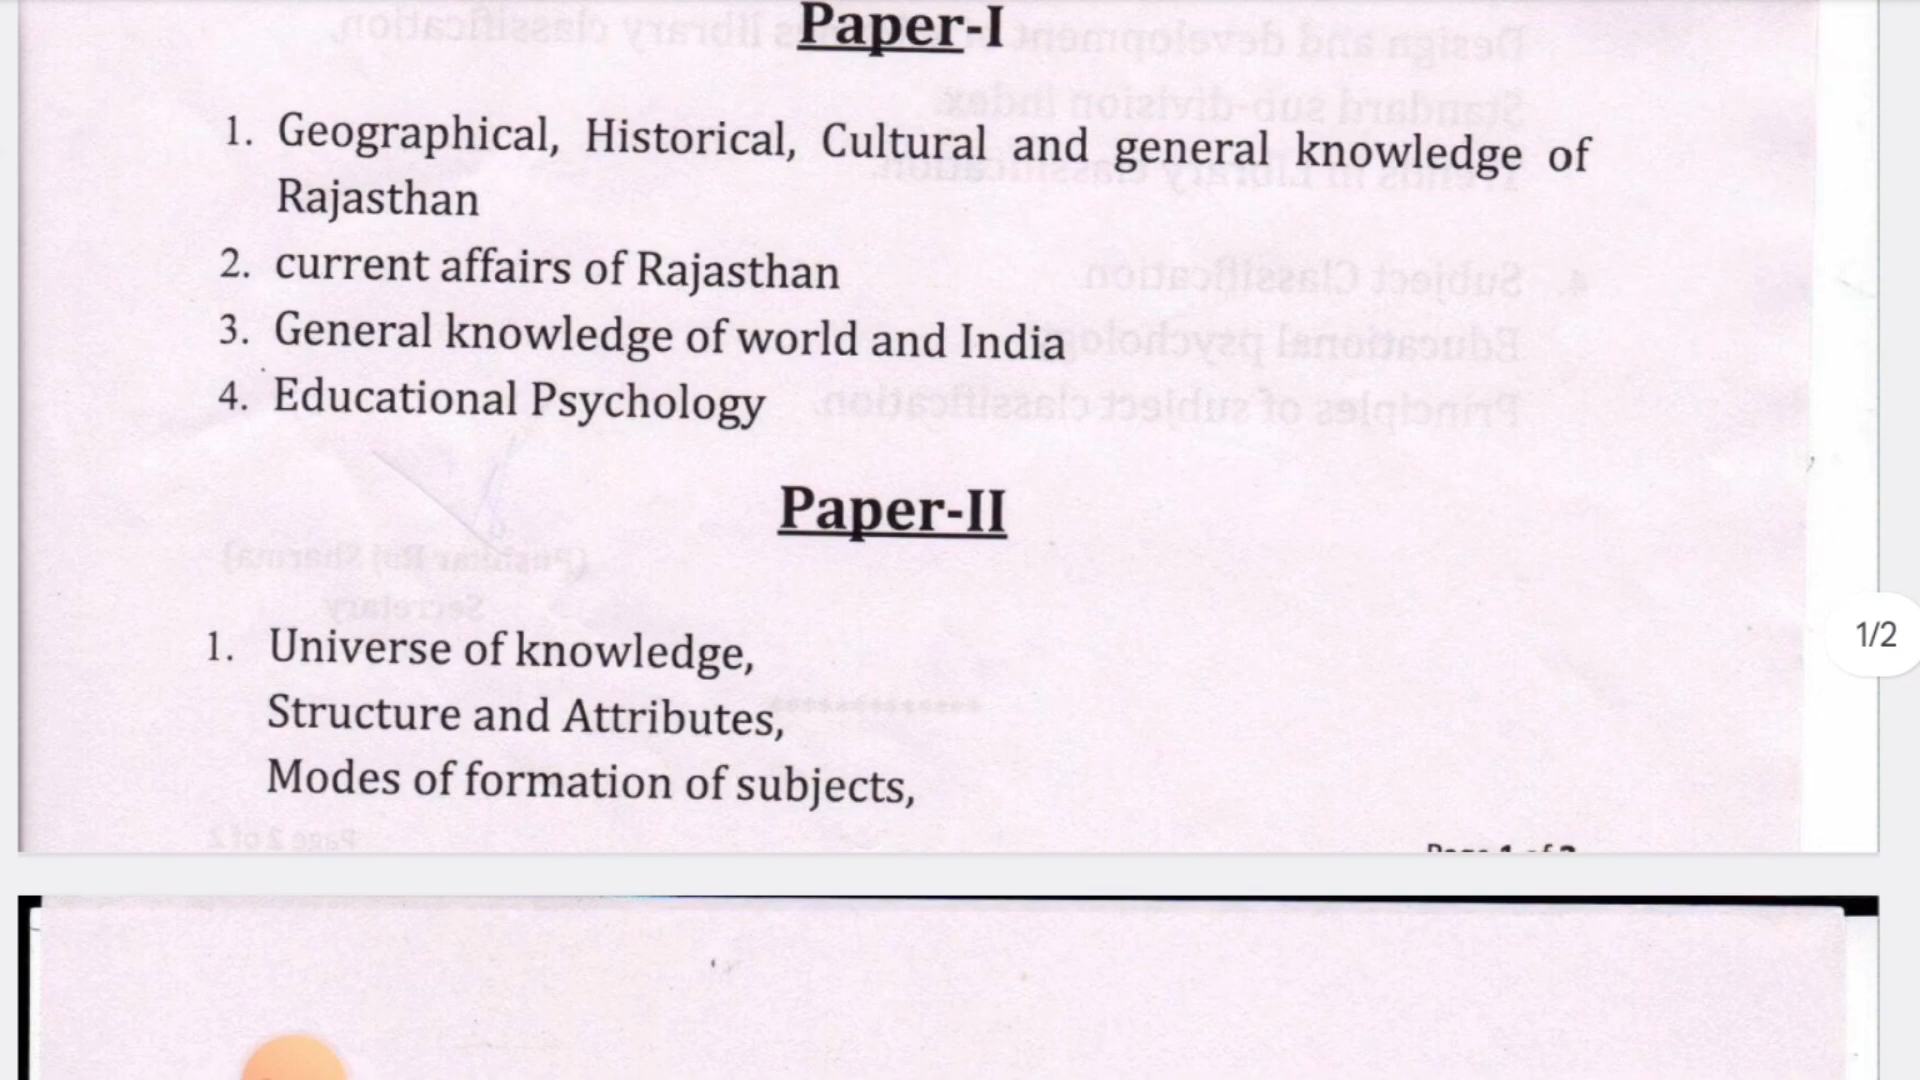 Paper-I
1. Geographical, Historical, Cultural and general knowledge of
Rajasthan
2. current affairs of Rajasthan
3. General knowledge of world and India
4. Educational Psychology
Paper-II
1. Universe of knowledge,
Structure and Attributes,
Modes of formation of subjects,
1/2